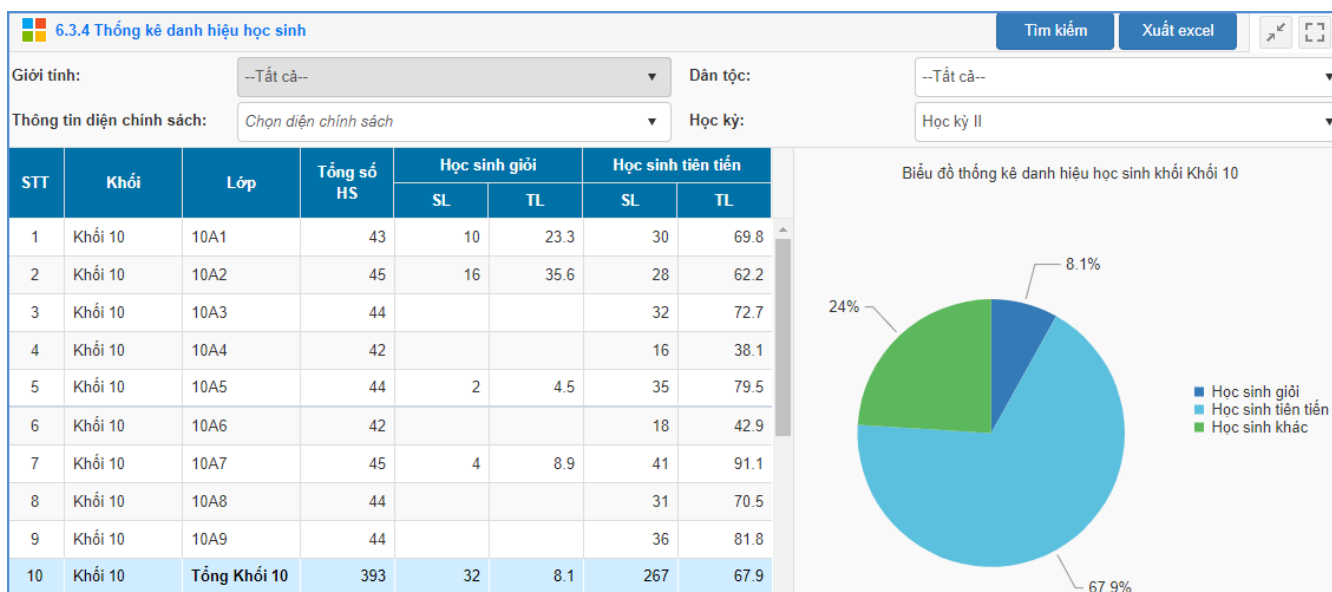 6.3.4 Thống kê danh hiệu học sinh Tìm kiếm Xuất excel
Giới tính: --Tất cả-- Dân tộc: --Tất cả--
Thông tin diện chính sách: Chọn diện chính sách Học kỳ: Học kỳ II
STT Khối Lớp Tổng số HS Học sinh giỏi Học sinh tiên tiến
SL TL SL TL
1 Khối 10 10A1 43 10 23.3 30 69.8
2 Khối 10 10A2 45 16 35.6 28 62.2
3 Khối 10 10A3 44 32 72.7
4 Khối 10 10A4 42 16 38.1
5 Khối 10 10A5 44 2 4.5 35 79.5
6 Khối 10 10A6 42 18 42.9
7 Khối 10 10A7 45 4 8.9 41 91.1
8 Khối 10 10A8 44 31 70.5
9 Khối 10 10A9 44 36 81.8
10 Khối 10 Tổng Khối 10 393 32 8.1 267 67.9
Biểu đồ thống kê danh hiệu học sinh khối Khối 10
8.1%
24%
Học sinh giỏi
Học sinh tiên tiến
Học sinh khác
67.9%